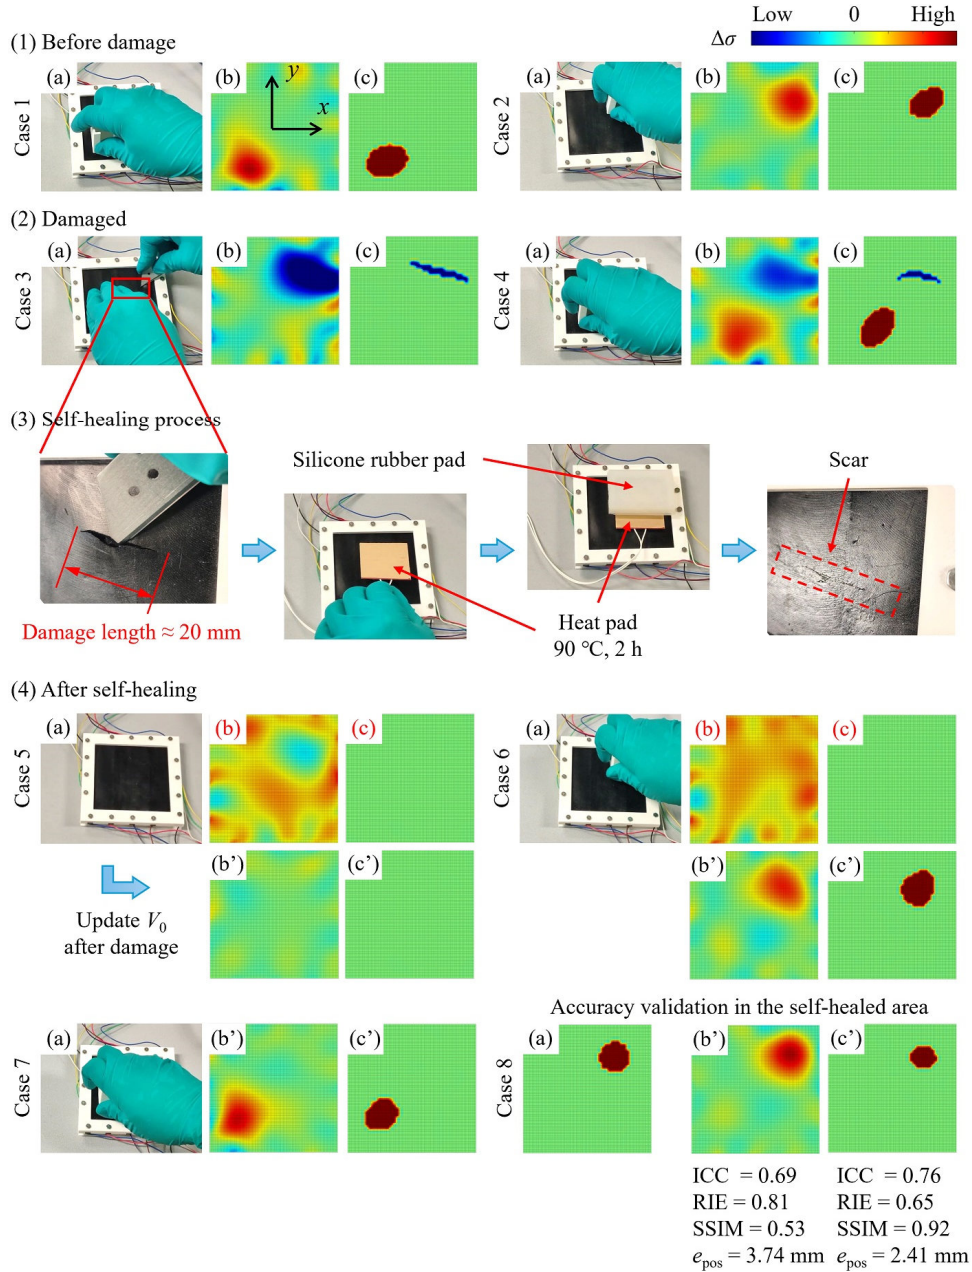 Low 0 High
Δσ
(1) Before damage
Case 1
(a) (b) (c)
y
x
Case 2
(a) (b) (c)
(2) Damaged
Case 3
(a) (b) (c)
Case 4
(a) (b) (c)
(3) Self-healing process
Silicone rubber pad
Scar
Damage length ≈ 20 mm
Heat pad
90 ℃, 2 h
(4) After self-healing
Case 5
(a) (b) (c)
Case 6
(a) (b) (c)
(b’) (c’)
(b’) (c’)
Update V0
after damage
Accuracy validation in the self-healed area
Case 7
(a) (b’) (c’)
Case 8
(a) (b’) (c’)
ICC = 0.69 ICC = 0.76
RIE = 0.81 RIE = 0.65
SSIM = 0.53 SSIM = 0.92
epos = 3.74 mm epos = 2.41 mm